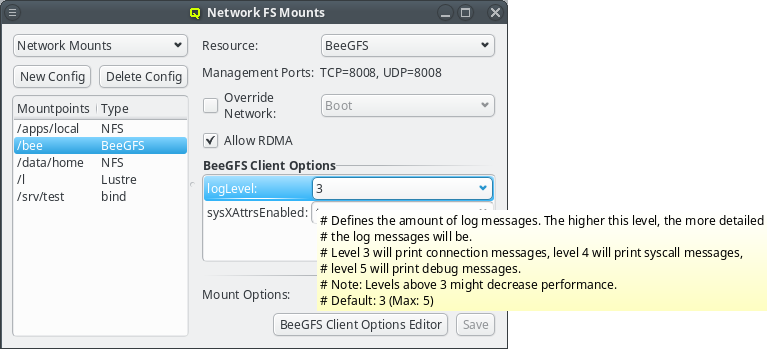 Network FS Mounts
Network Mounts
New Config
Delete Config
Mountpoints
Type
/apps/local
NFS
/bee
BeeGFS
/data/home
NFS
/l
Lustre
/srv/test
bind
Resource:
BeeGFS
Management Ports: TCP=8008, UDP=8008
Override
Network:
Boot
Allow RDMA
BeeGFS Client Options
logLevel:
3
sysXAttrsEnabled:
# Defines the amount of log messages. The higher this level, the more detailed
# the log messages will be.
# Level 3 will print connection messages, level 4 will print syscall messages,
# level 5 will print debug messages.
# Note: Levels above 3 might decrease performance.
# Default: 3 (Max: 5)
Mount Options:
BeeGFS Client Options Editor
Save